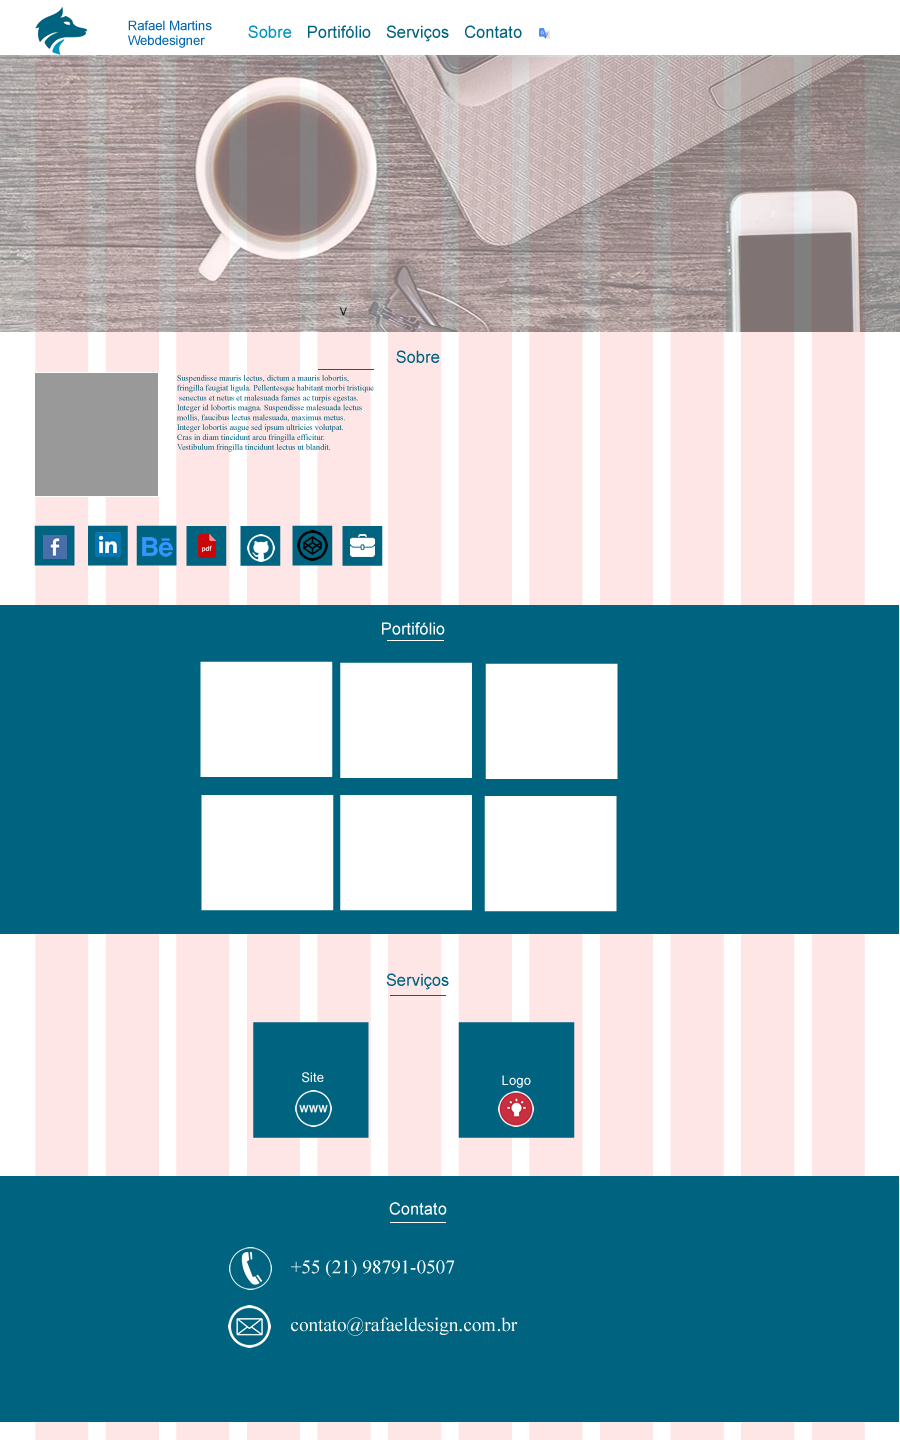 Rafael Martins
Webdesigner
Sobre Portifólio Serviços Contato
V
Sobre
Suspendisse mauris lectus, dictum a mauris lobortis,
fringilla feugiat ligula. Pellentesque habitant morbi tristique
senectus et netus et malesuada fames ac turpis egestas.
Integer id lobortis magna. Suspendisse malesuada lectus
mollis, faucibus lectus malesuada, maximus metus.
Integer lobortis augue sed ipsum ultricies volutpat.
Cras in diam tincidunt arcu fringilla efficitur.
Vestibulum fringilla tincidunt lectus ut blandit.
f in Bē pdf
Portifólio
Serviços
Site
www
Logo
Contato
+55 (21) 98791-0507
contato@rafaeldesign.com.br